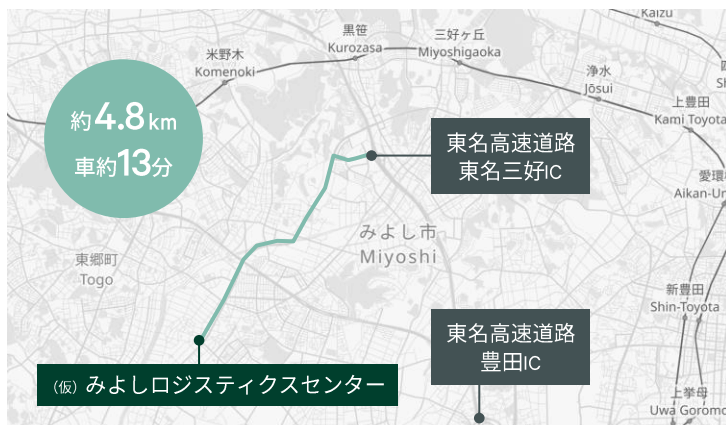 Kaizu
黒笹
Kurozasa
三好ヶ丘
Miyoshigaoka
米野木
Komenoki
浄水
Jōsui
上豊田
Kami Toyota
約4.8km
車約13分
東名高速道路
東名三好IC
Aikan-Um
みよし市
Miyoshi
東郷町
Togo
新豊田
Shin-Toyota
東名高速道路
豊田IC
(仮)みよしロジスティクスセンター
上挙母
Uwa Goromo